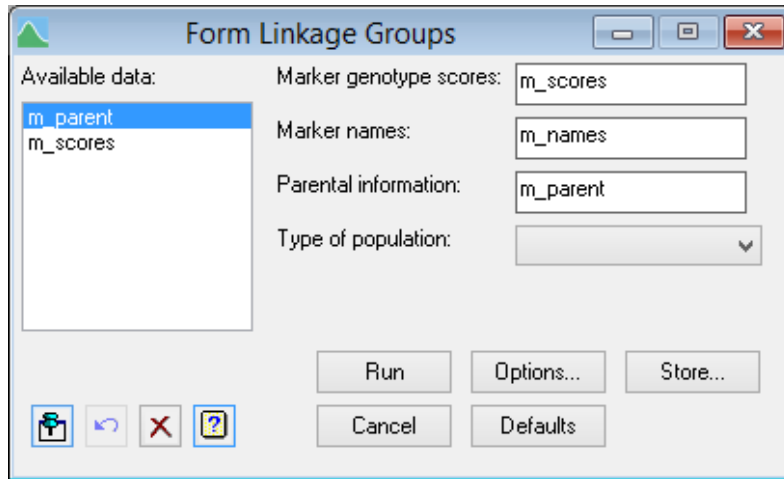 Form Linkage Groups
Available data:
m_parent
m_scores
Marker genotype scores:
m_scores
Marker names:
m_names
Parental information:
m_parent
Type of population:
Run
Options...
Store...
Cancel
Defaults
?